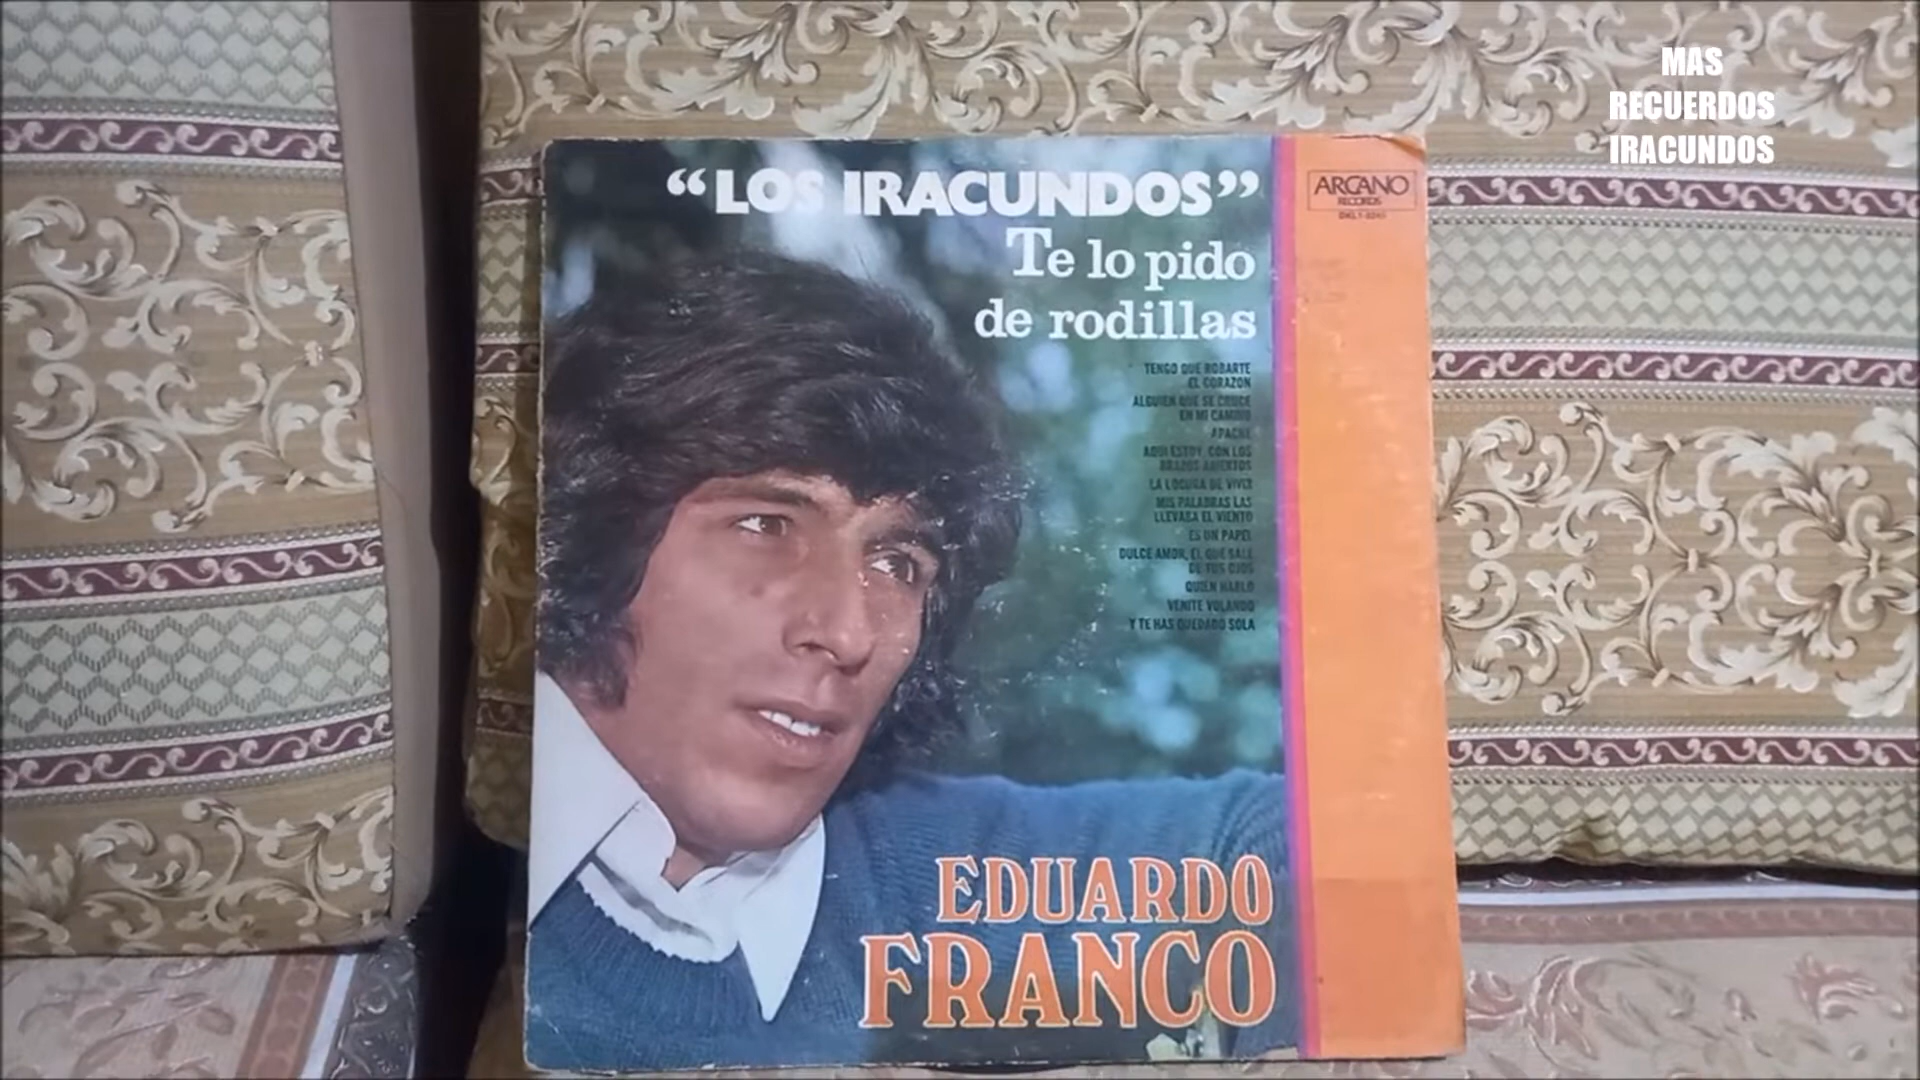 MAS
RECUERDOS
IRACUNDOS
“LOS IRACUNDOS”
Te lo pido
de rodillas
ARCANO
RECORDS
TENGO QUE ROBARTE
EL CORAZON
ALGUIEN QUE SE CRUCE
EN MI CAMINO
APACHE
AQUI ESTOY, CON LOS
BRAZOS ABIERTOS
LA LOCURA DE VIVIR
MIS PALABRAS LAS
LLEVABA EL VIENTO
ES UN PAPEL
DULCE AMOR, EL QUE SALE
DE TUS OJOS
QUIEN HABLO
VENITE VOLANDO
Y TE HAS QUEDADO SOLA
EDUARDO
FRANCO